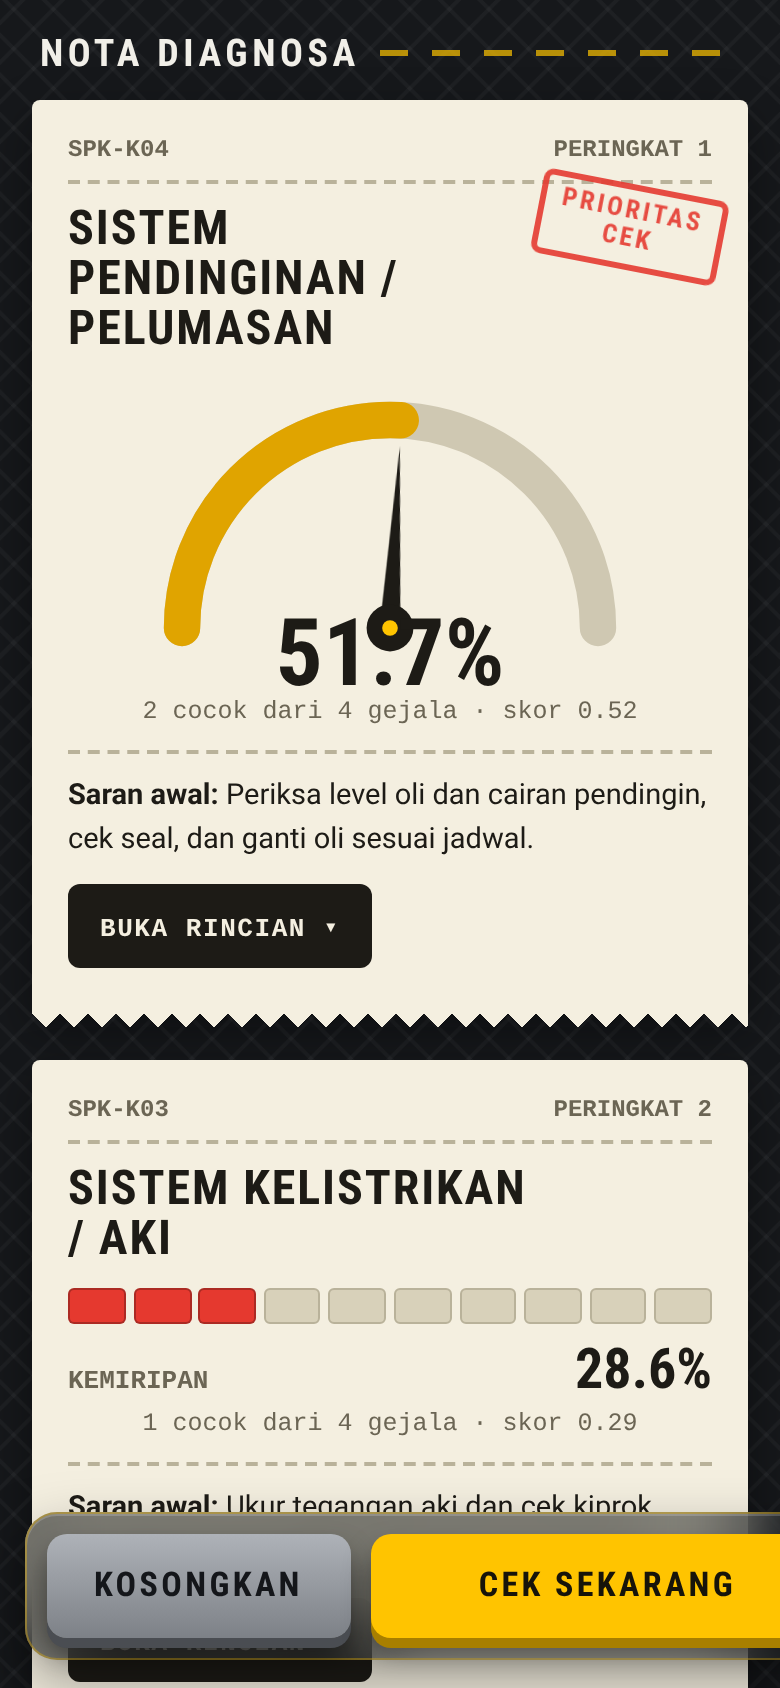 NOTA DIAGNOSA
SPK-K04 PERINGKAT 1
PRIORITAS
CEK
SISTEM
PENDINGINAN /
PELUMASAN
51.7%
2 cocok dari 4 gejala · skor 0.52
Saran awal: Periksa level oli dan cairan pendingin,
cek seal, dan ganti oli sesuai jadwal.
BUKA RINCIAN ▾
SPK-K03 PERINGKAT 2
SISTEM KELISTRIKAN
/ AKI
KEMIRIPAN 28.6%
1 cocok dari 4 gejala · skor 0.29
Saran awal: Ukur tegangan aki dan cek kiprok
KOSONGKAN CEK SEKARANG